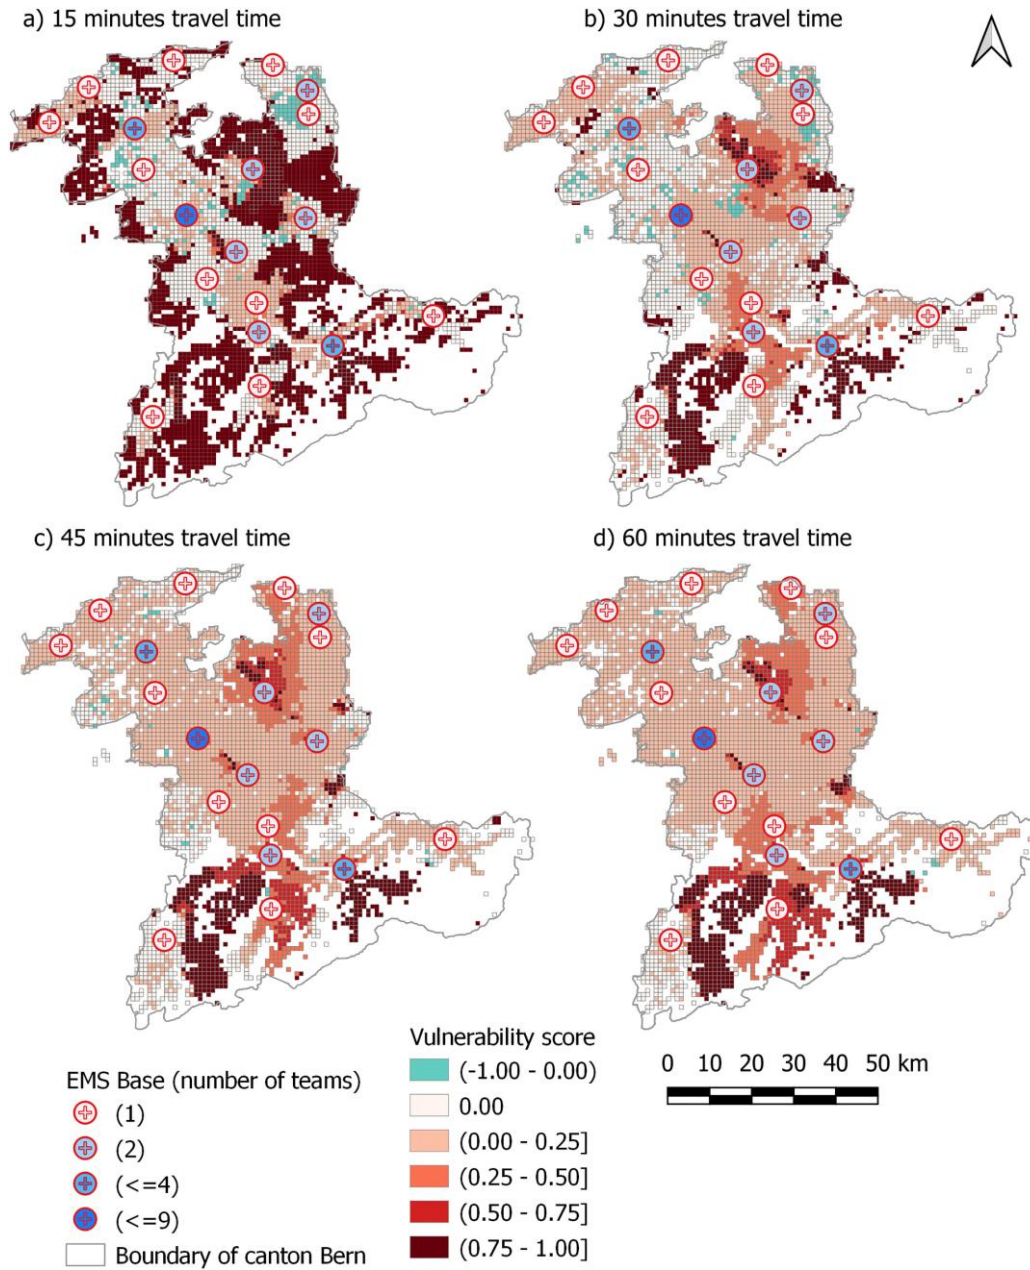 a) 15 minutes travel time
b) 30 minutes travel time
c) 45 minutes travel time
d) 60 minutes travel time
EMS Base (number of teams)
(1)
(2)
(<=4)
(<=9)
Boundary of canton Bern
Vulnerability score
(-1.00 - 0.00)
0.00
(0.00 - 0.25]
(0.25 - 0.50]
(0.50 - 0.75]
(0.75 - 1.00]
0 10 20 30 40 50 km